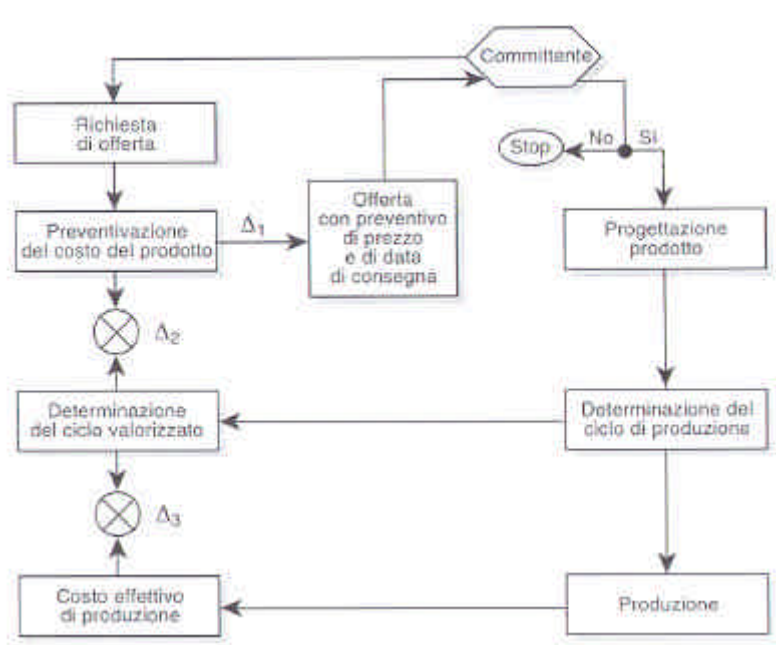 Committente
Richiesta
di offerta
No
Si
Stop
Preventivazione
del costo del prodotto
Δ1
Offerta
con preventivo
di prezzo
e di data
di consegna
Progettazione
prodotto
Δ2
Determinazione
del ciclo valorizzato
Determinazione del
ciclo di produzione
Δ3
Costo effettivo
di produzione
Produzione